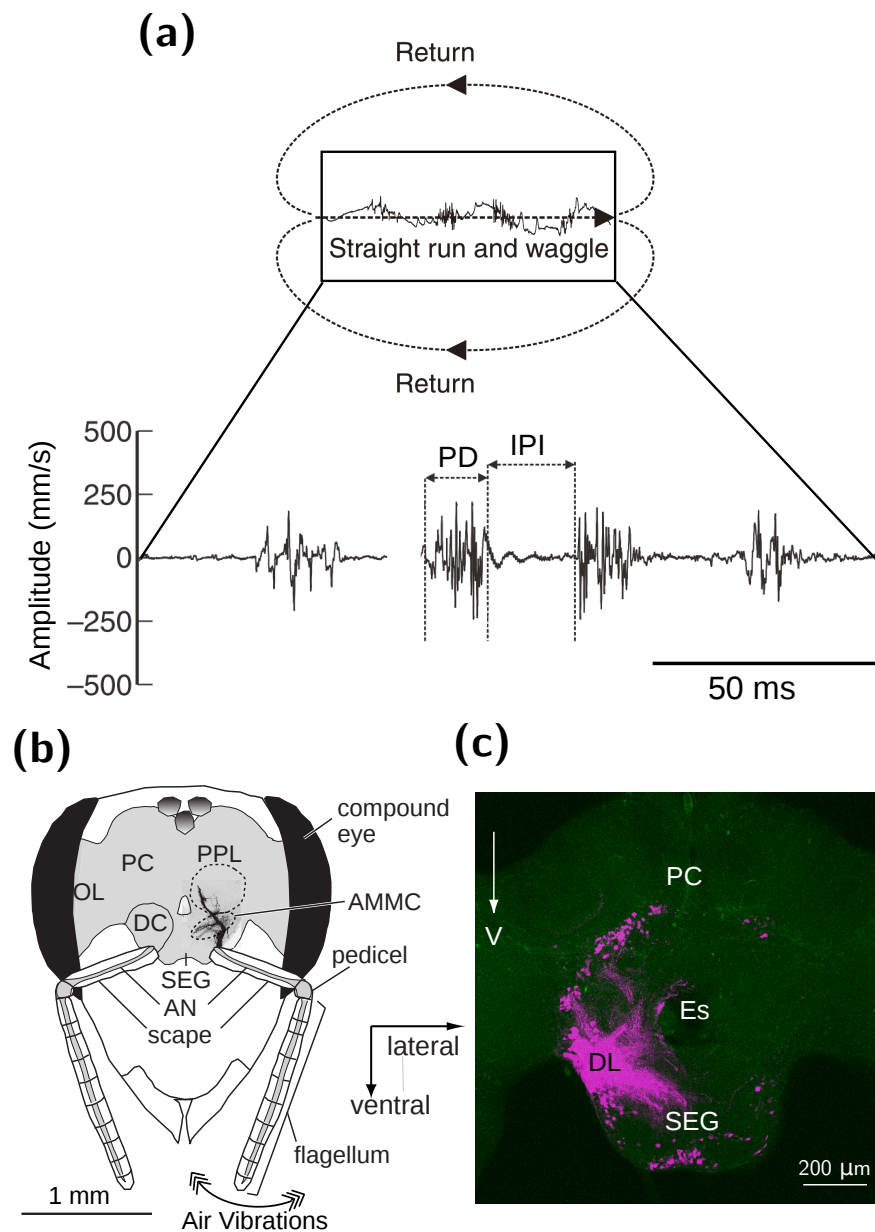 (a)
Return
Straight run and waggle
Return
Amplitude (mm/s)
500
250
0
−250
−500
PD
IPI
50 ms
(b)
compound
eye
PC
PPL
OL
AMMC
DC
pedicel
SEG
AN
scape
lateral
ventral
flagellum
1 mm
Air Vibrations
(c)
V
PC
Es
DL
SEG
200 μm